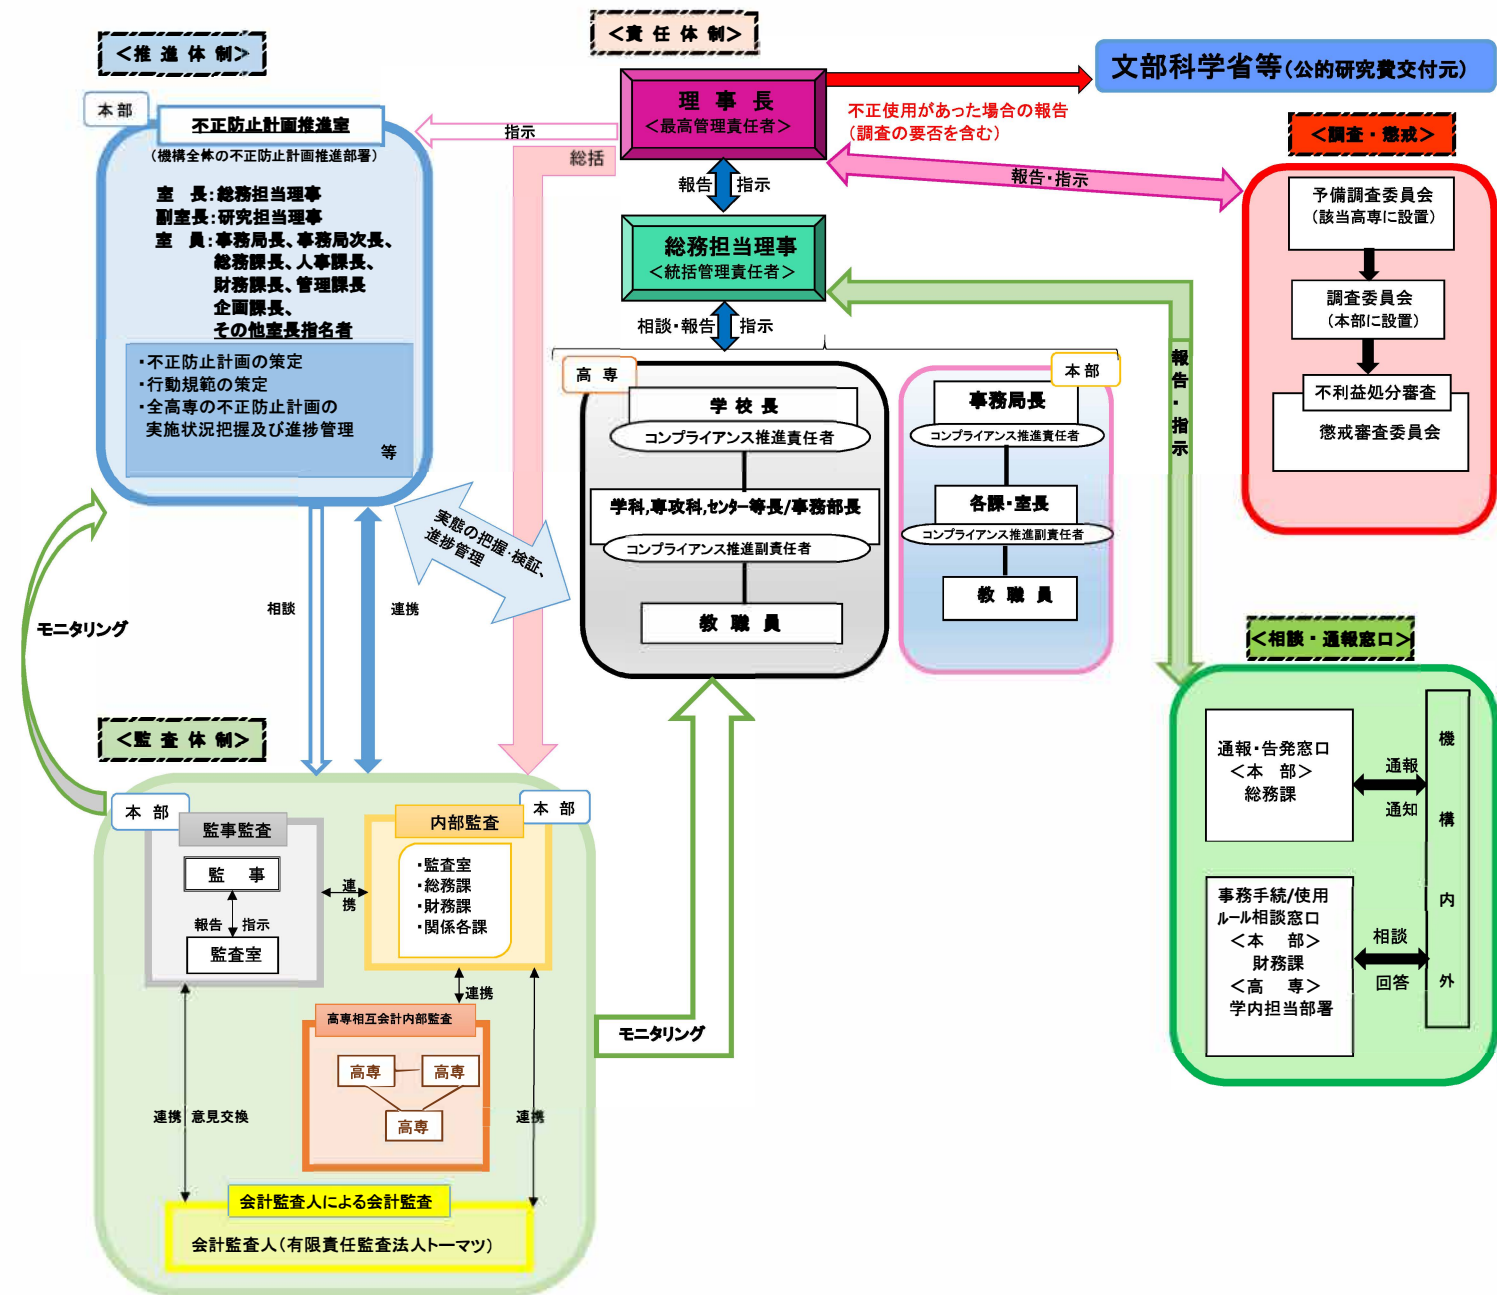 ＜推 進 体 制＞
＜責 任 体 制＞
文部科学省等(公的研究費交付元)
理 事 長
＜最高管理責任者＞
不正使用があった場合の報告
（調査の要否を含む）
本 部
不正防止計画推進室
（機構全体の不正防止計画推進部署）
室　長：総務担当理事
副室長：研究担当理事
室　員：事務局長、事務局次長、
総務課長、人事課長、
財務課長、管理課長
企画課長、
その他室長指名者
・不正防止計画の策定
・行動規範の策定
・全高専の不正防止計画の
実施状況把握及び進捗管理
等
指示
総括
報告 指示
報告・指示
総務担当理事
＜統括管理責任者＞
相談・報告 指示
＜調査・懲戒＞
予備調査委員会
（該当高専に設置）
調査委員会
（本部に設置）
不利益処分審査
懲戒審査委員会
報告・指示
高 専
学 校 長
コンプライアンス推進責任者
学科,専攻科,センター等長/事務部長
コンプライアンス推進副責任者
教 職 員
本 部
事務局長
コンプライアンス推進責任者
各課・室長
コンプライアンス推進副責任者
教 職 員
実態の把握・検証、
進捗管理
相談
連携
モニタリング
＜監 査 体 制＞
本 部
監事監査
監　事
報告 指示
監査室
連携
本 部
内部監査
・監査室
・総務課
・財務課
・関係各課
連携
高専相互会計内部監査
高専
高専
高専
連携 意見交換
連携
会計監査人による会計監査
会計監査人（有限責任監査法人トーマツ）
モニタリング
＜相談・通報窓口＞
通報・告発窓口
＜本　部＞
総務課
通報
通知
事務手続/使用
ルール相談窓口
＜本　部＞
財務課
＜高　専＞
学内担当部署
相談
回答
機構内外